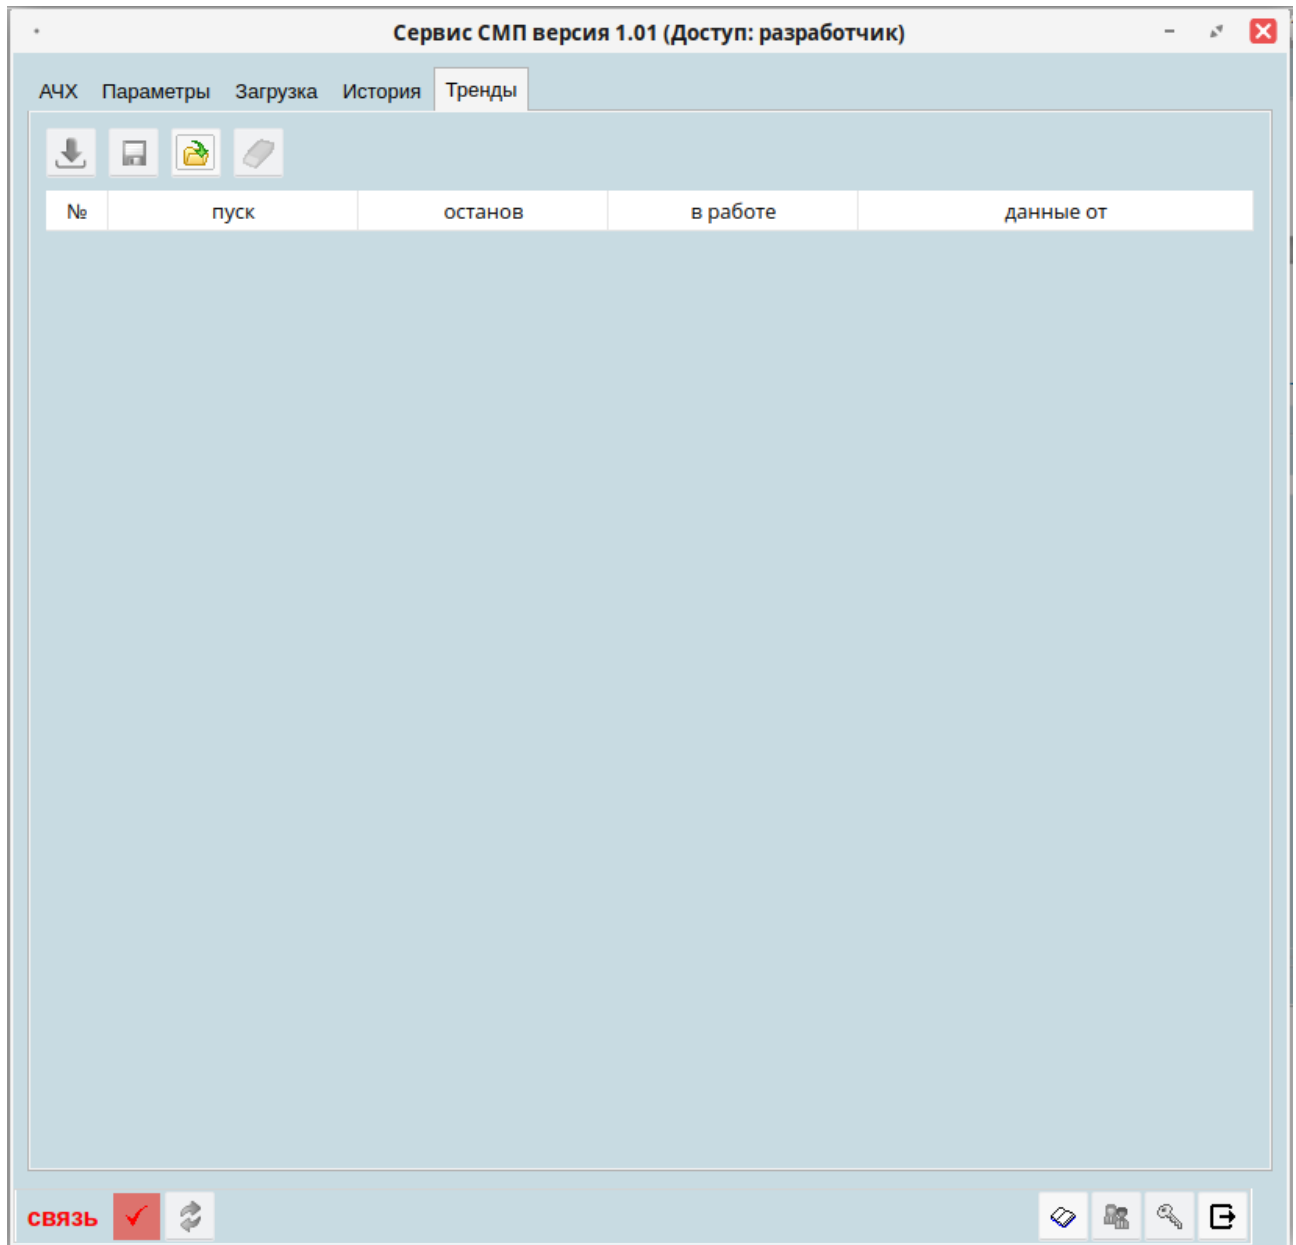 Сервис СМП версия 1.01 (Доступ: разработчик)
АЧХ Параметры Загрузка История Тренды
№ пуск останов в работе данные от
связь